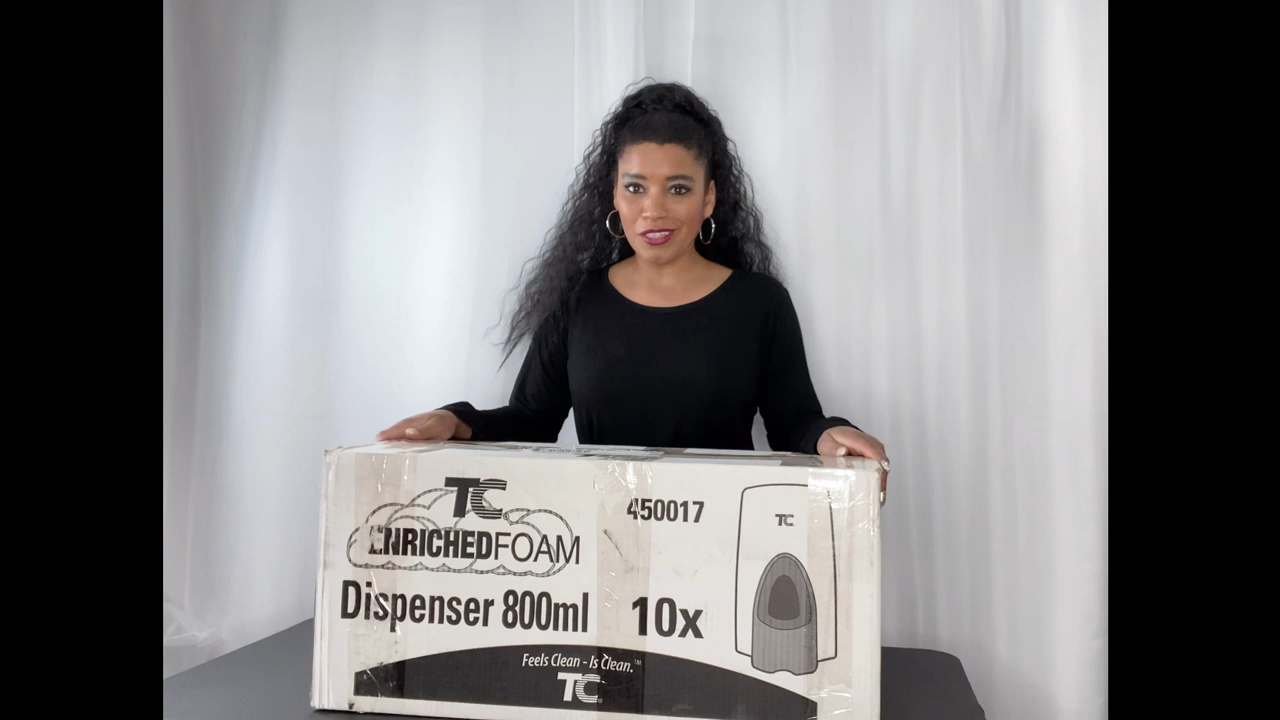 TC
ENRICHEDFOAM
Dispenser 800ml
450017
10x
TC
Feels Clean - Is Clean.™
TC®